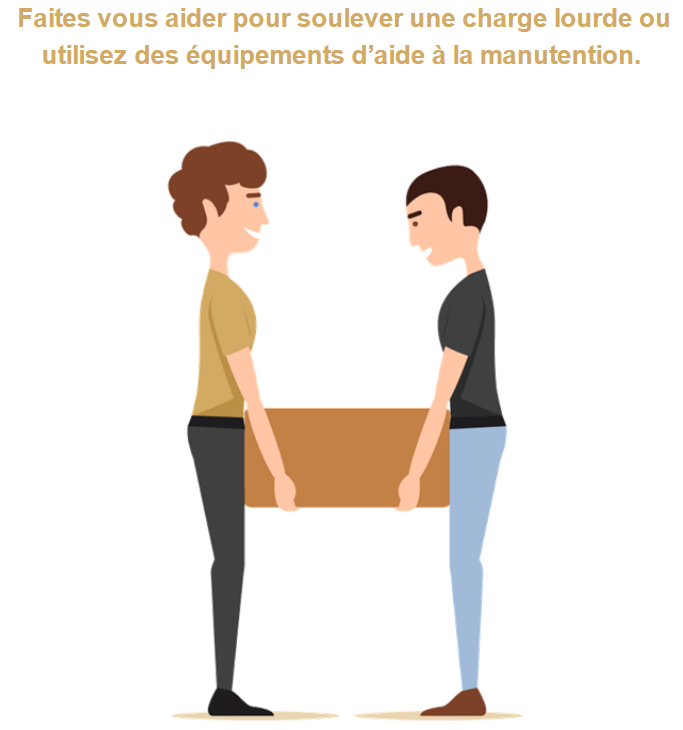 Faites vous aider pour soulever une charge lourde ou
utilisez des équipements d’aide à la manutention.